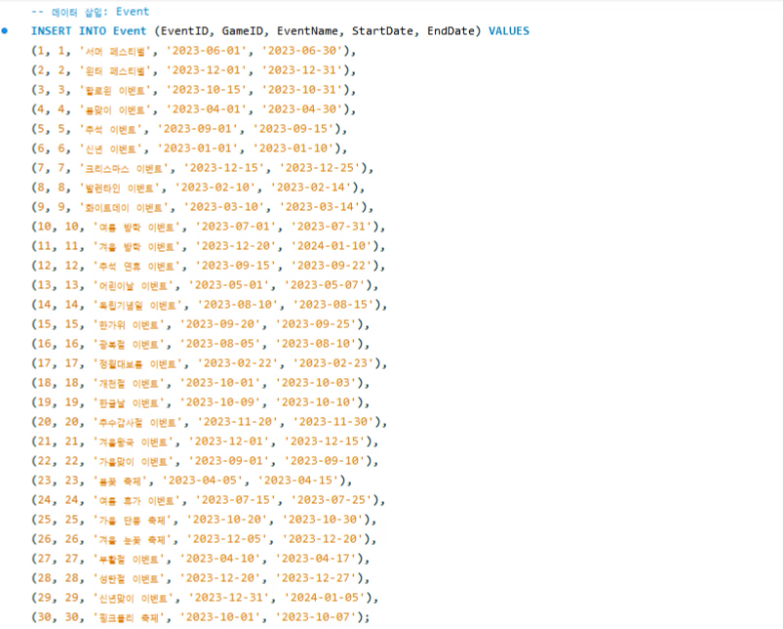 -- 데이터 삽입: Event
INSERT INTO Event (EventID, GameID, EventName, StartDate, EndDate) VALUES
(1, 1, '서머 페스티벌', '2023-06-01', '2023-06-30'),
(2, 2, '윈터 페스티벌', '2023-12-01', '2023-12-31'),
(3, 3, '할로윈 이벤트', '2023-10-15', '2023-10-31'),
(4, 4, '봄맞이 이벤트', '2023-04-01', '2023-04-30'),
(5, 5, '추석 이벤트', '2023-09-01', '2023-09-15'),
(6, 6, '신년 이벤트', '2023-01-01', '2023-01-10'),
(7, 7, '크리스마스 이벤트', '2023-12-15', '2023-12-25'),
(8, 8, '발렌타인 이벤트', '2023-02-10', '2023-02-14'),
(9, 9, '화이트데이 이벤트', '2023-03-10', '2023-03-14'),
(10, 10, '여름 방학 이벤트', '2023-07-01', '2023-07-31'),
(11, 11, '겨울 방학 이벤트', '2023-12-20', '2024-01-10'),
(12, 12, '추석 연휴 이벤트', '2023-09-15', '2023-09-22'),
(13, 13, '어린이날 이벤트', '2023-05-01', '2023-05-07'),
(14, 14, '독립기념일 이벤트', '2023-08-10', '2023-08-15'),
(15, 15, '한가위 이벤트', '2023-09-20', '2023-09-25'),
(16, 16, '광복절 이벤트', '2023-08-05', '2023-08-10'),
(17, 17, '정월대보름 이벤트', '2023-02-22', '2023-02-23'),
(18, 18, '개천절 이벤트', '2023-10-01', '2023-10-03'),
(19, 19, '한글날 이벤트', '2023-10-09', '2023-10-10'),
(20, 20, '추수감사절 이벤트', '2023-11-20', '2023-11-30'),
(21, 21, '겨울왕국 이벤트', '2023-12-01', '2023-12-15'),
(22, 22, '가을맞이 이벤트', '2023-09-01', '2023-09-10'),
(23, 23, '봄꽃 축제', '2023-04-05', '2023-04-15'),
(24, 24, '여름 휴가 이벤트', '2023-07-15', '2023-07-25'),
(25, 25, '가을 단풍 축제', '2023-10-20', '2023-10-30'),
(26, 26, '겨울 눈꽃 축제', '2023-12-05', '2023-12-20'),
(27, 27, '부활절 이벤트', '2023-04-10', '2023-04-17'),
(28, 28, '성탄절 이벤트', '2023-12-20', '2023-12-27'),
(29, 29, '신년맞이 이벤트', '2023-12-31', '2024-01-05'),
(30, 30, '핑크뮬리 축제', '2023-10-01', '2023-10-07');